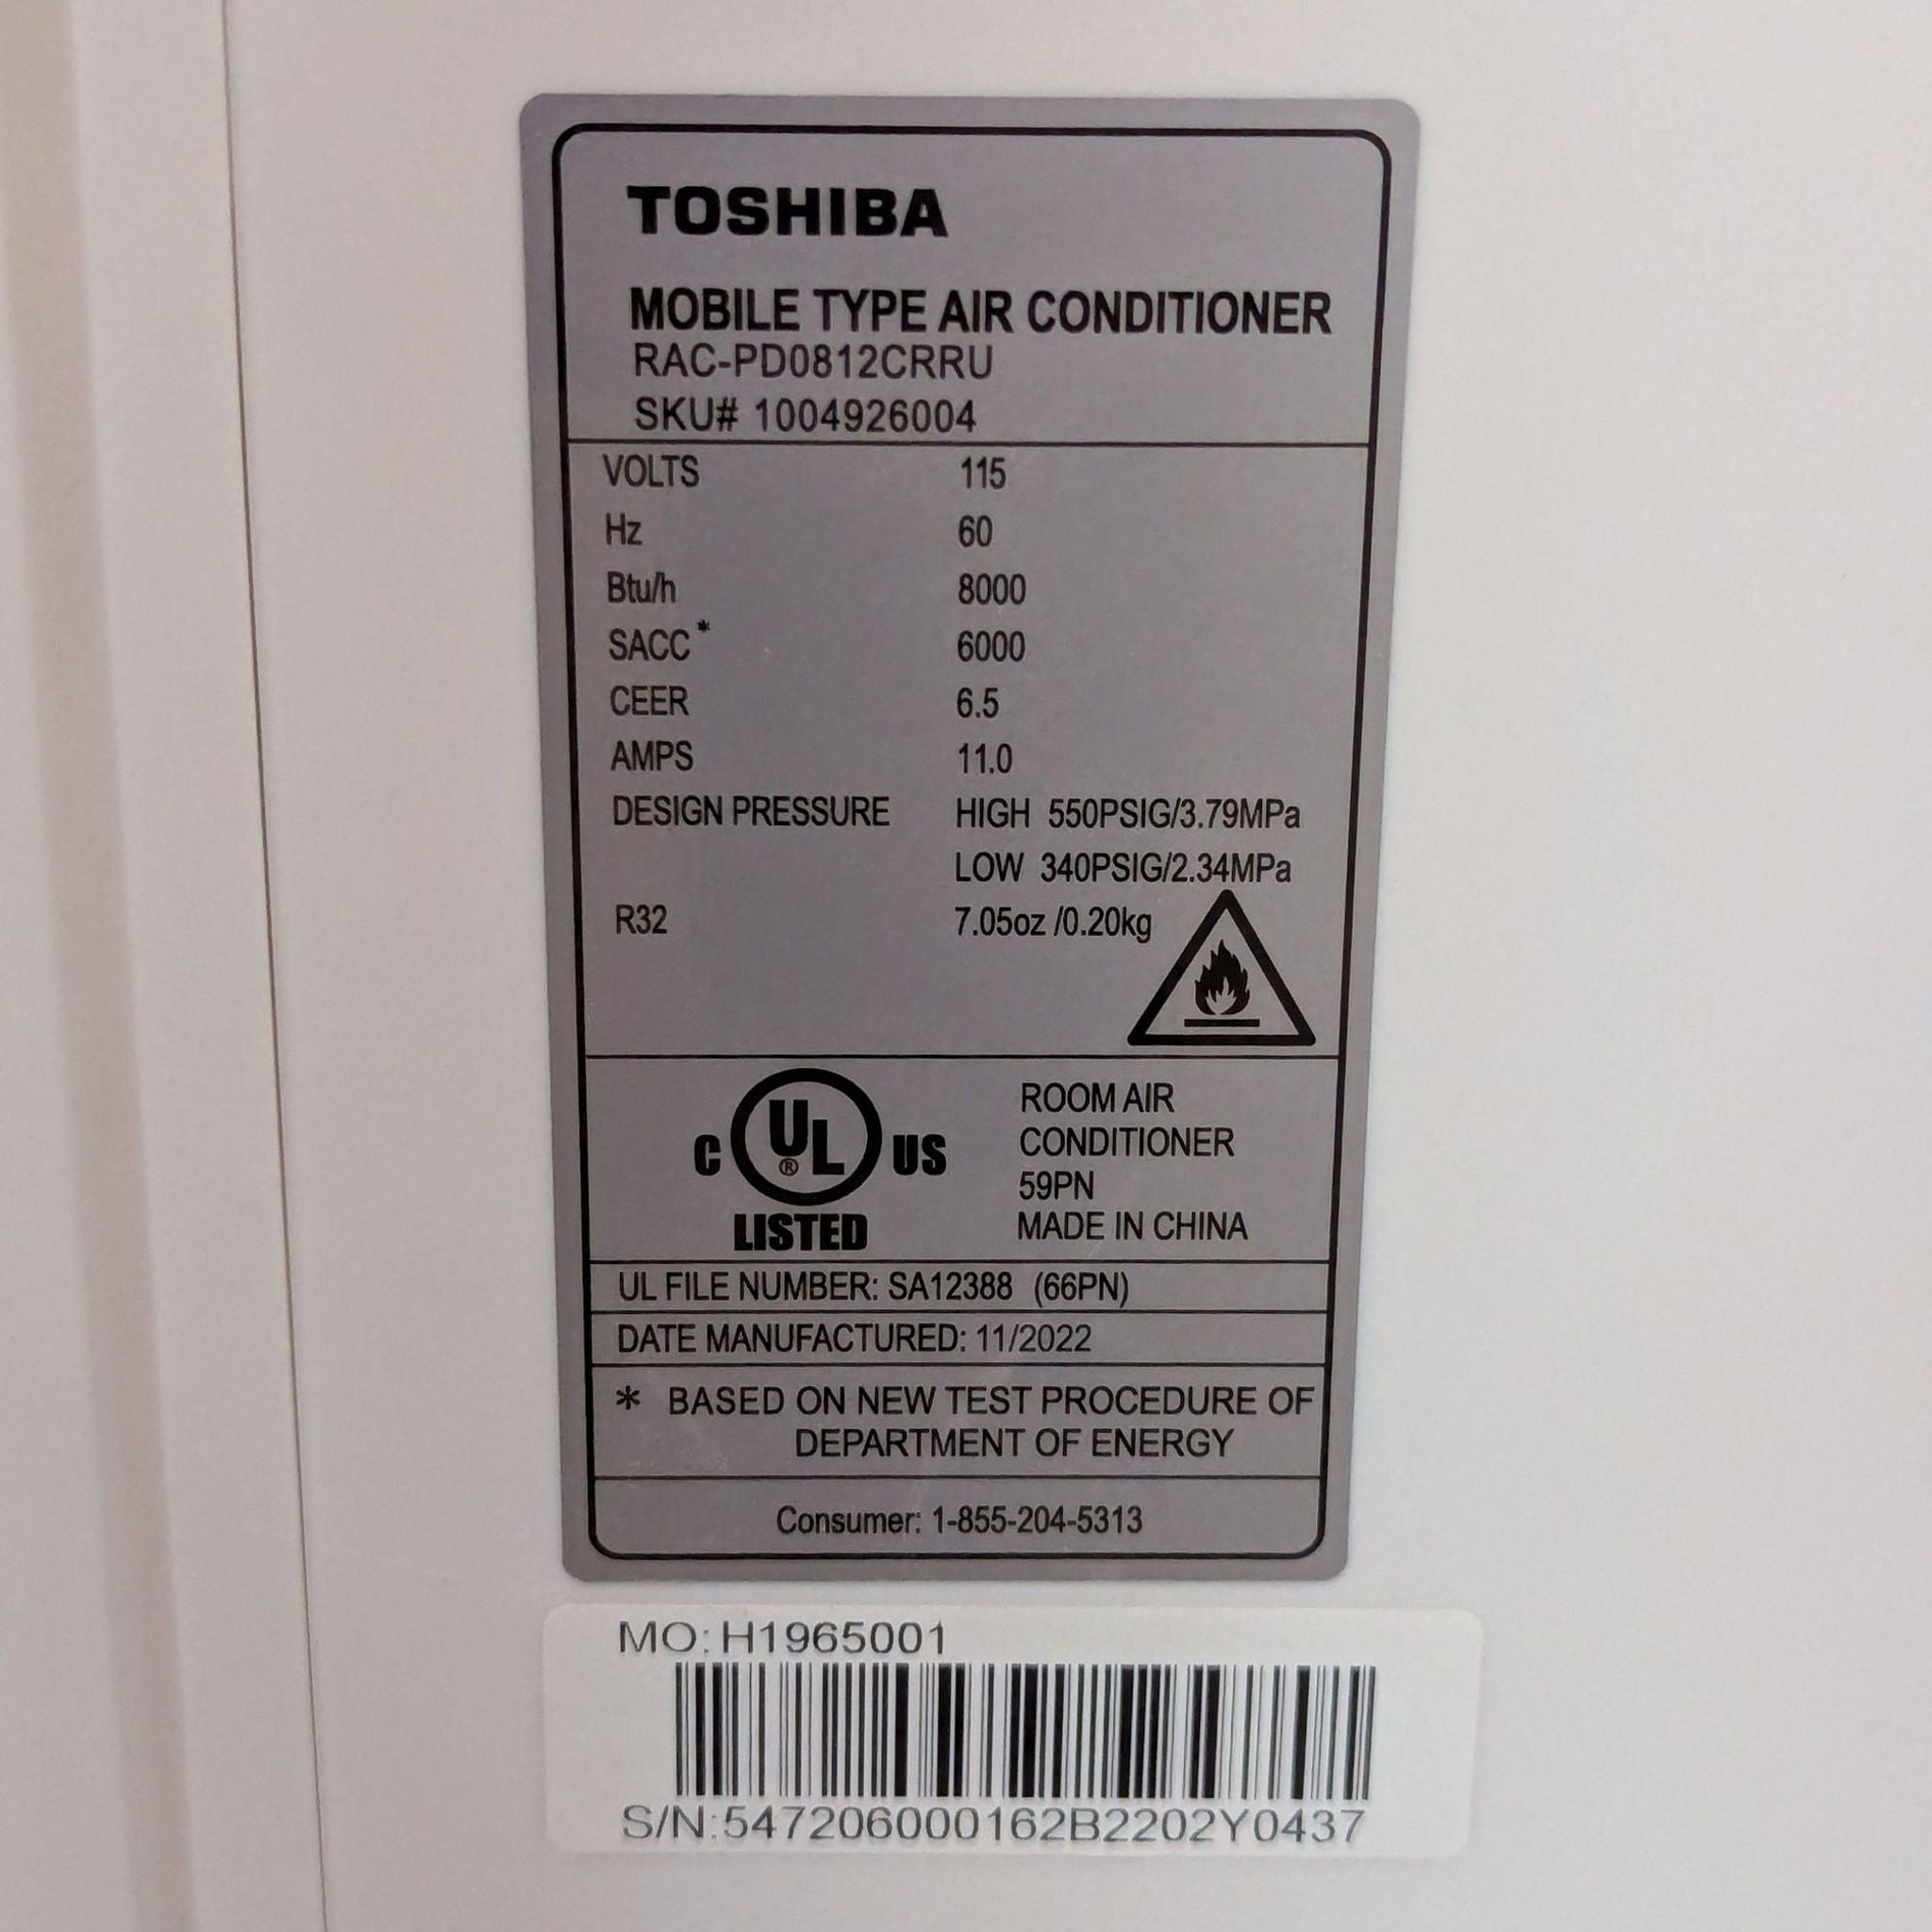 TOSHIBA
MOBILE TYPE AIR CONDITIONER
RAC-PD0812CRRU
SKU# 1004926004
VOLTS 115
Hz 60
Btu/h 8000
SACC* 6000
CEER 6.5
AMPS 11.0
DESIGN PRESSURE HIGH 550PSIG/3.79MPa
LOW 340PSIG/2.34MPa
R32 7.05oz /0.20kg
C UL® US
LISTED
ROOM AIR
CONDITIONER
59PN
MADE IN CHINA
UL FILE NUMBER: SA12388 (66PN)
DATE MANUFACTURED: 11/2022
* BASED ON NEW TEST PROCEDURE OF
DEPARTMENT OF ENERGY
Consumer: 1-855-204-5313
MO: H1965001
S/N:547206000162B2202Y0437